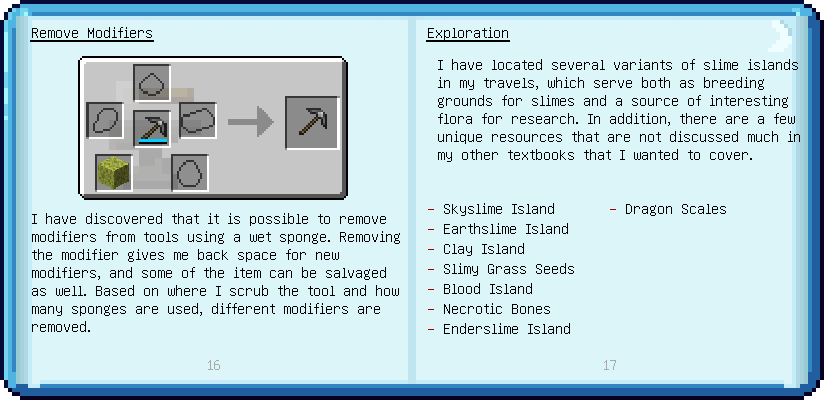 Remove Modifiers
I have discovered that it is possible to remove
modifiers from tools using a wet sponge. Removing
the modifier gives me back space for new
modifiers, and some of the item can be salvaged
as well. Based on where I scrub the tool and how
many sponges are used, different modifiers are
removed.
16
Exploration
I have located several variants of slime islands
in my travels, which serve both as breeding
grounds for slimes and a source of interesting
flora for research. In addition, there are a few
unique resources that are not discussed much in
my other textbooks that I wanted to cover.
- Skyslime Island
- Earthslime Island
- Clay Island
- Slimy Grass Seeds
- Blood Island
- Necrotic Bones
- Enderslime Island
- Dragon Scales
17